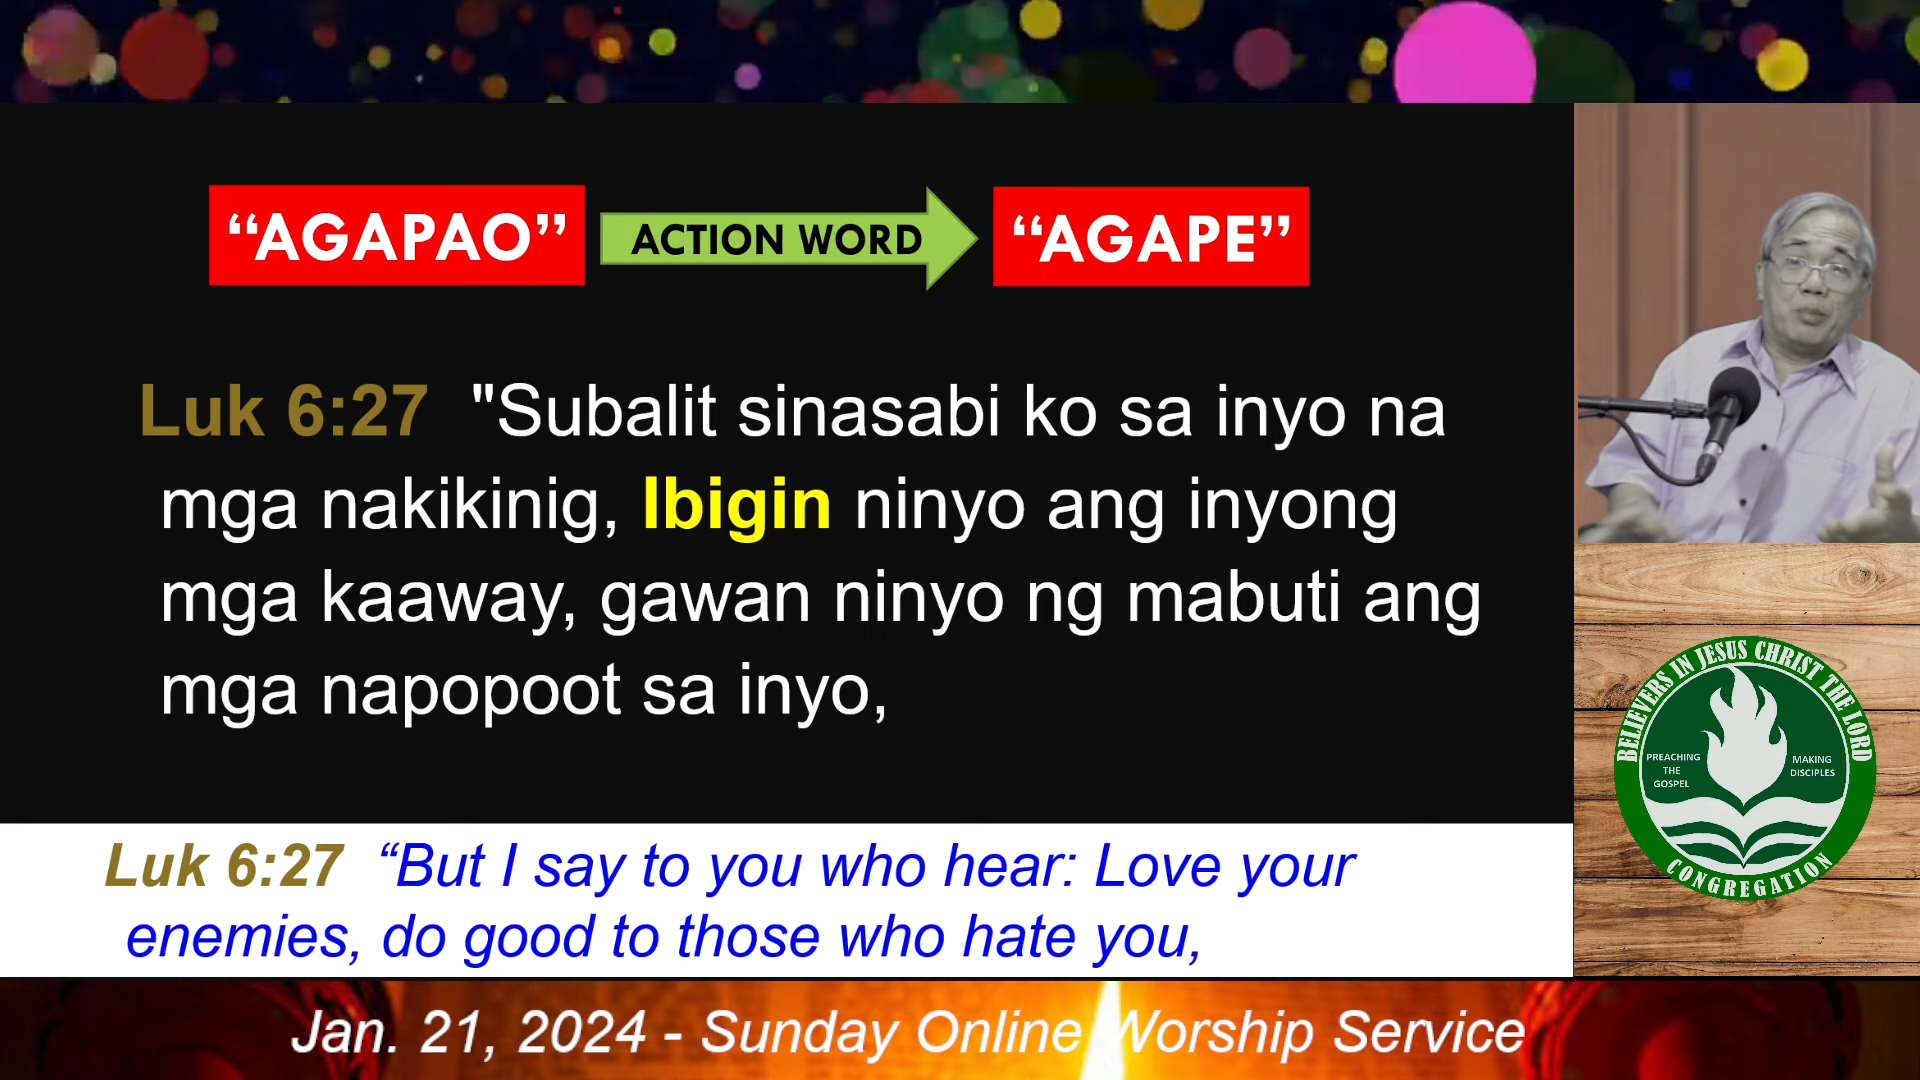 “AGAPAO” ACTION WORD “AGAPE”
Luk 6:27 "Subalit sinasabi ko sa inyo na
mga nakikinig, Ibigin ninyo ang inyong
mga kaaway, gawan ninyo ng mabuti ang
mga napopoot sa inyo,
Luk 6:27 “But I say to you who hear: Love your
enemies, do good to those who hate you,
BELIEVERS IN JESUS CHRIST THE LORD
PREACHING
THE
GOSPEL
MAKING
DISCIPLES
CONGREGATION
Jan. 21, 2024 - Sunday Online Worship Service